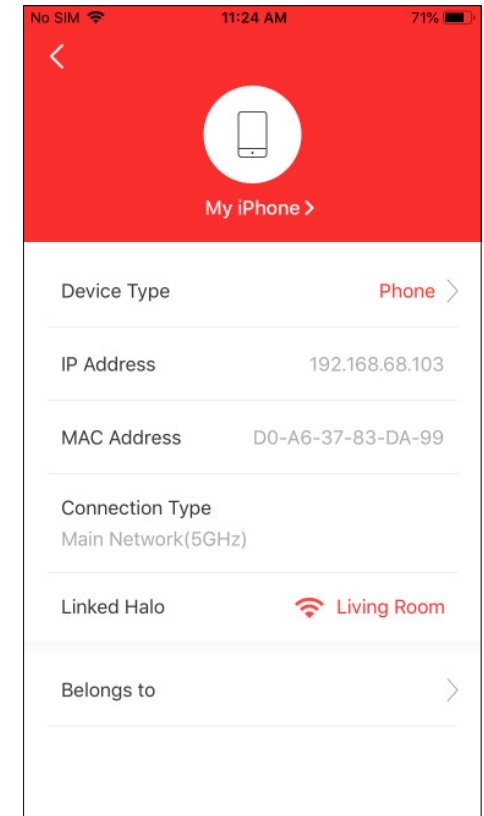 No SIM 11:24 AM 71%
My iPhone
Device Type Phone
IP Address 192.168.68.103
MAC Address D0-A6-37-83-DA-99
Connection Type
Main Network(5GHz)
Linked Halo Living Room
Belongs to